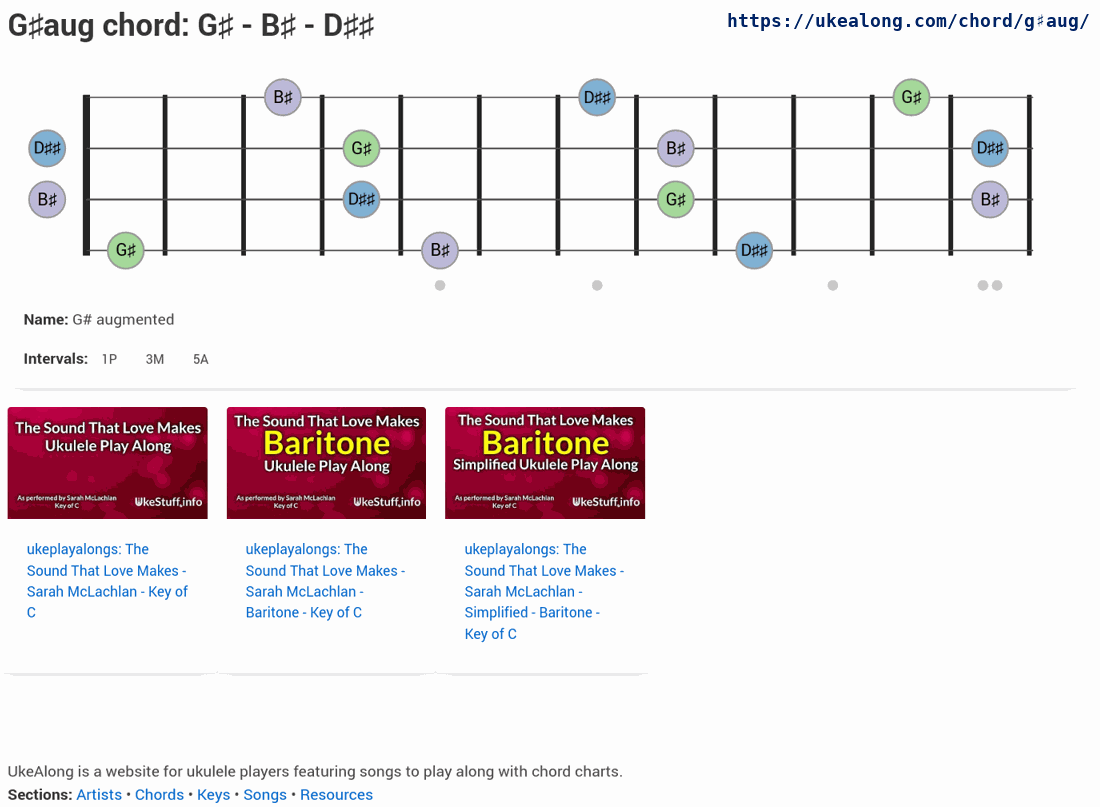 G♯aug chord: G♯ - B♯ - D♯♯
https://ukealong.com/chord/g♯aug/
B♯ D♯♯ G♯
D♯♯ G♯ B♯ D♯♯
B♯ D♯♯ G♯ B♯
G♯ B♯ D♯♯
Name: G# augmented
Intervals: 1P 3M 5A
The Sound That Love Makes
Ukulele Play Along
As performed by Sarah McLachlan
Key of C
UkeStuff.info
The Sound That Love Makes
Baritone
Ukulele Play Along
As performed by Sarah McLachlan
Key of C
UkeStuff.info
The Sound That Love Makes
Baritone
Simplified Ukulele Play Along
As performed by Sarah McLachlan
Key of C
UkeStuff.info
ukeplayalongs: The
Sound That Love Makes -
Sarah McLachlan - Key of
C
ukeplayalongs: The
Sound That Love Makes -
Sarah McLachlan -
Baritone - Key of C
ukeplayalongs: The
Sound That Love Makes -
Sarah McLachlan -
Simplified - Baritone -
Key of C
UkeAlong is a website for ukulele players featuring songs to play along with chord charts.
Sections: Artists • Chords • Keys • Songs • Resources